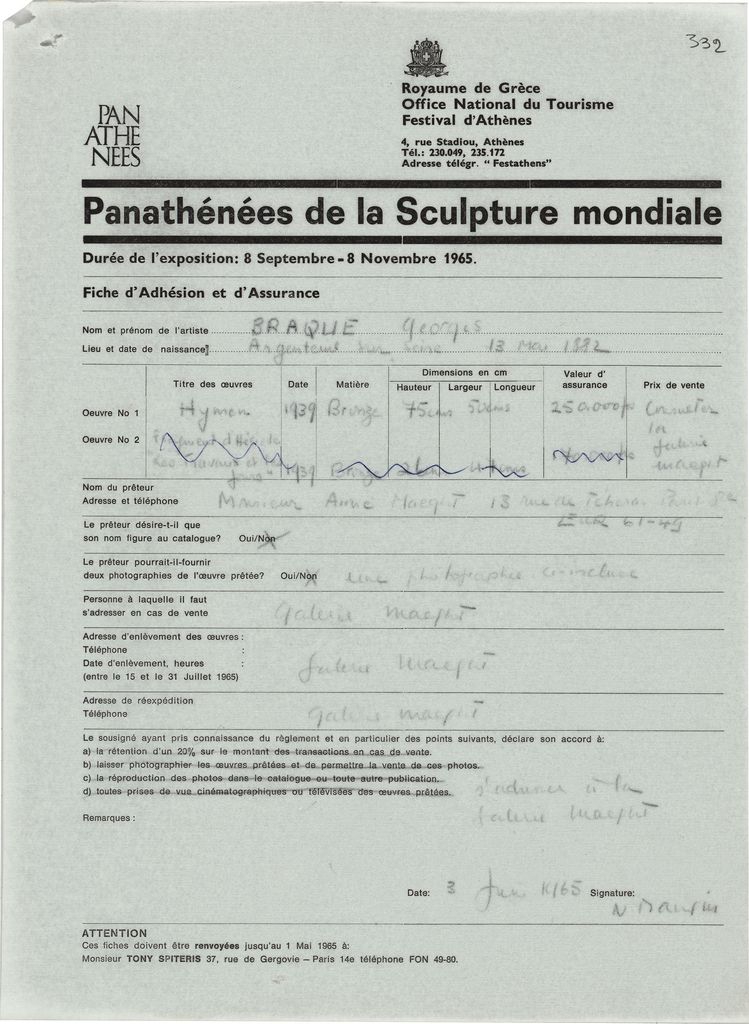 332
PAN
ATHE
NEES
Royaume de Grèce
Office National du Tourisme
Festival d'Athènes
4, rue Stadiou, Athènes
Tél.: 230.049, 235.172
Adresse télégr. “ Festathens”
Panathénées de la Sculpture mondiale
Durée de l'exposition: 8 Septembre - 8 Novembre 1965.
Fiche d'Adhésion et d'Assurance
Nom et prénom de l'artiste BRAQUE Georges
Lieu et date de naissance Argenteuil sur Seine 13 Mai 1882
Titre des œuvres Date Matière Dimensions en cm Hauteur Largeur Longueur Valeur d'assurance Prix de vente
Oeuvre No 1 Hymen 1939 Bronze 75cms 50cms 250.000 Consulter
la
Galerie
maeght
Oeuvre No 2 1939 Bronze
Nom du prêteur
Adresse et téléphone Monsieur Aimé Maeght 13 rue de Téhéran Paris 8e
61-49
Le prêteur désire-t-il que
son nom figure au catalogue? Oui/Non
Le prêteur pourrait-il-fournir
deux photographies de l'œuvre prêtée? Oui/Non une photographie
Personne à laquelle il faut
s'adresser en cas de vente Galerie maeght
Adresse d'enlèvement des œuvres :
Téléphone :
Date d'enlèvement, heures : Galerie Maeght
(entre le 15 et le 31 Juillet 1965)
Adresse de réexpédition
Téléphone Galerie maeght
Le sousigné ayant pris connaissance du règlement et en particulier des points suivants, déclare son accord à:
a) la rétention d'un 20% sur le montant des transactions en cas de vente.
b) laisser photographier les œuvres prêtées et de permettre la vente de ces photos.
c) la réproduction des photos dans le catalogue ou toute autre publication.
d) toutes prises de vue cinématographiques ou télévisées des œuvres prêtées.
s'adresser à la
Galerie Maeght
Remarques :
Date: 3 Signature:
ATTENTION
Ces fiches doivent être renvoyées jusqu'au 1 Mai 1965 à:
Monsieur TONY SPITERIS 37, rue de Gergovie – Paris 14e téléphone FON 49-80.